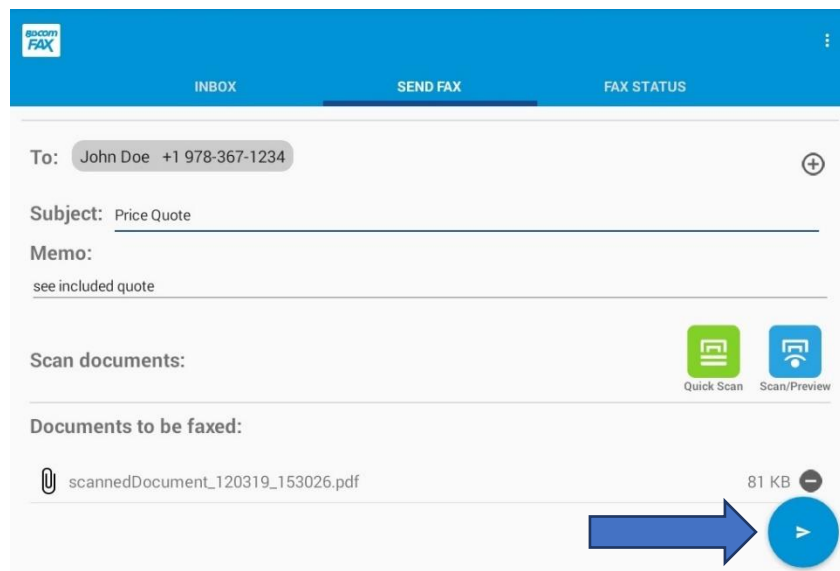 8DCOM
FAX
INBOX SEND FAX FAX STATUS
To: John Doe +1 978-367-1234
Subject: Price Quote
Memo:
see included quote
Scan documents:
Quick Scan Scan/Preview
Documents to be faxed:
scannedDocument_120319_153026.pdf 81 KB